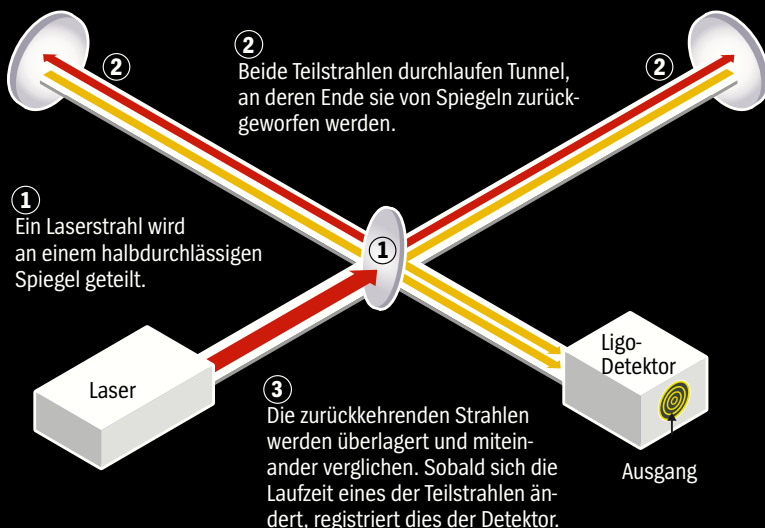 ②
Beide Teilstrahlen durchlaufen Tunnel,
an deren Ende sie von Spiegeln zurück-
geworfen werden.
②
②
①
Ein Laserstrahl wird
an einem halbdurchlässigen
Spiegel geteilt.
①
Laser
③
Die zurückkehrenden Strahlen
werden überlagert und mitein-
ander verglichen. Sobald sich die
Laufzeit eines der Teilstrahlen än-
dert, registriert dies der Detektor.
Ligo-
Detektor
Ausgang